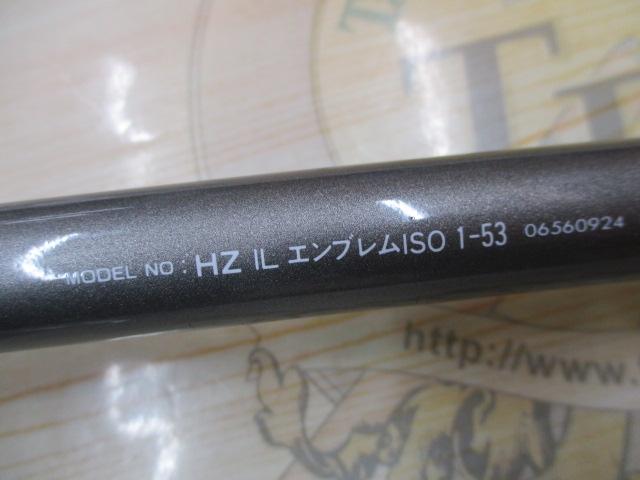 MODEL NO : HZ IL エンブレムISO 1-53 06560924
http://www.